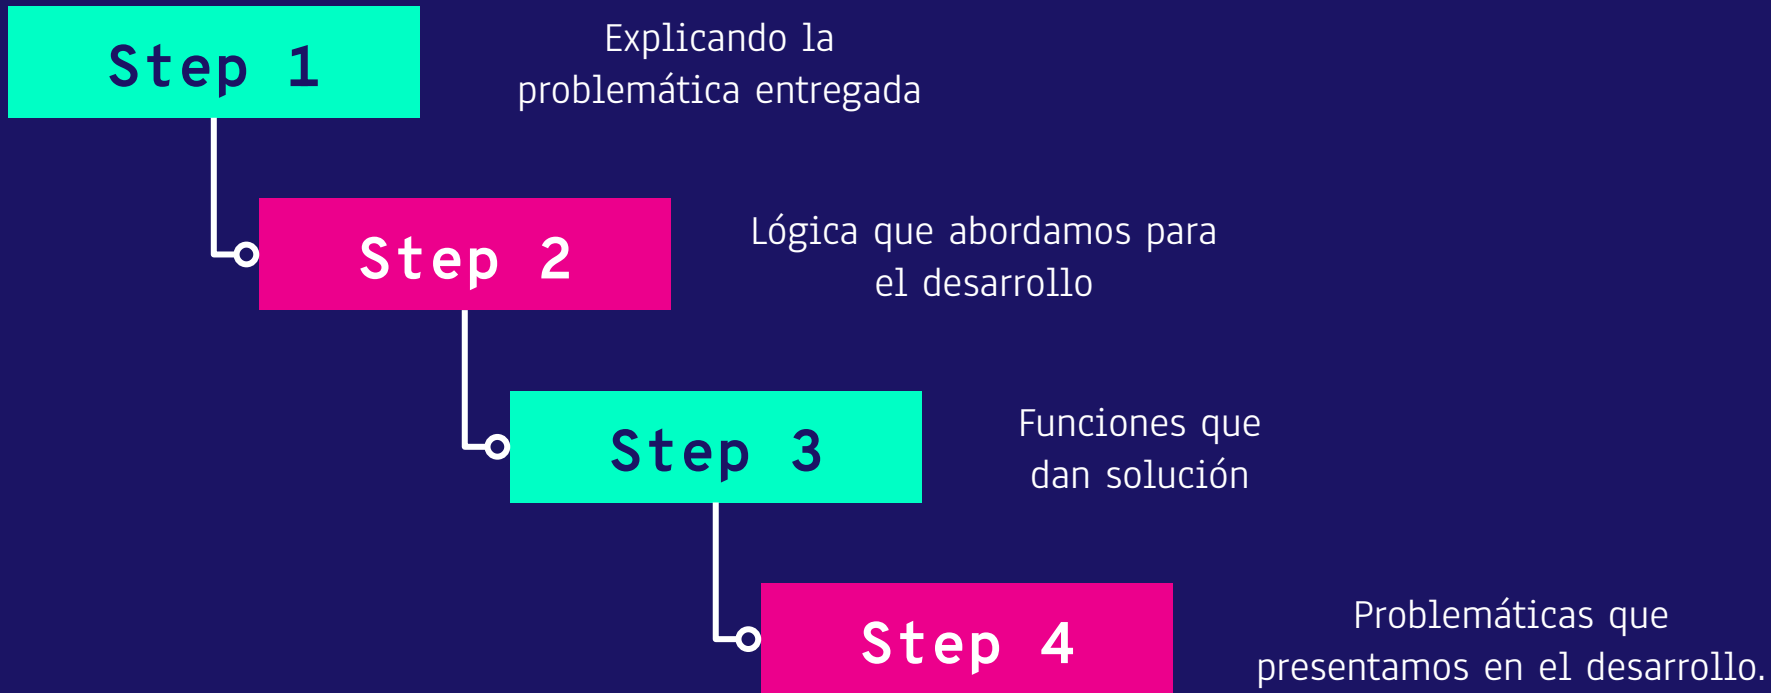 Step 1
Explicando la
problemática entregada
Step 2
Lógica que abordamos para
el desarrollo
Step 3
Funciones que
dan solución
Step 4
Problemáticas que
presentamos en el desarrollo.